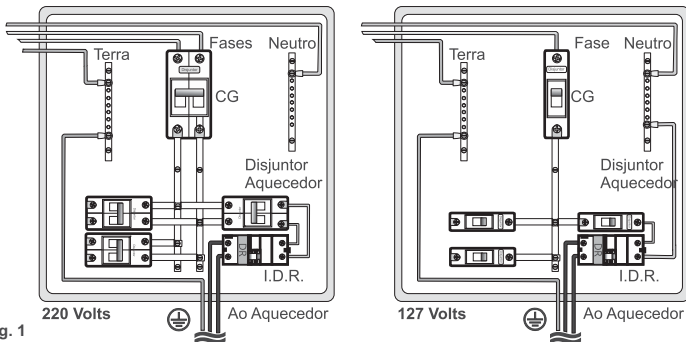 Terra
Fases
Neutro
Disjuntor
CG
Disjuntor
Aquecedor
DR
I.D.R.
220 Volts
Ao Aquecedor
Terra
Fase
Neutro
CG
Disjuntor
Aquecedor
DR
I.D.R.
127 Volts
Ao Aquecedor
g. 1